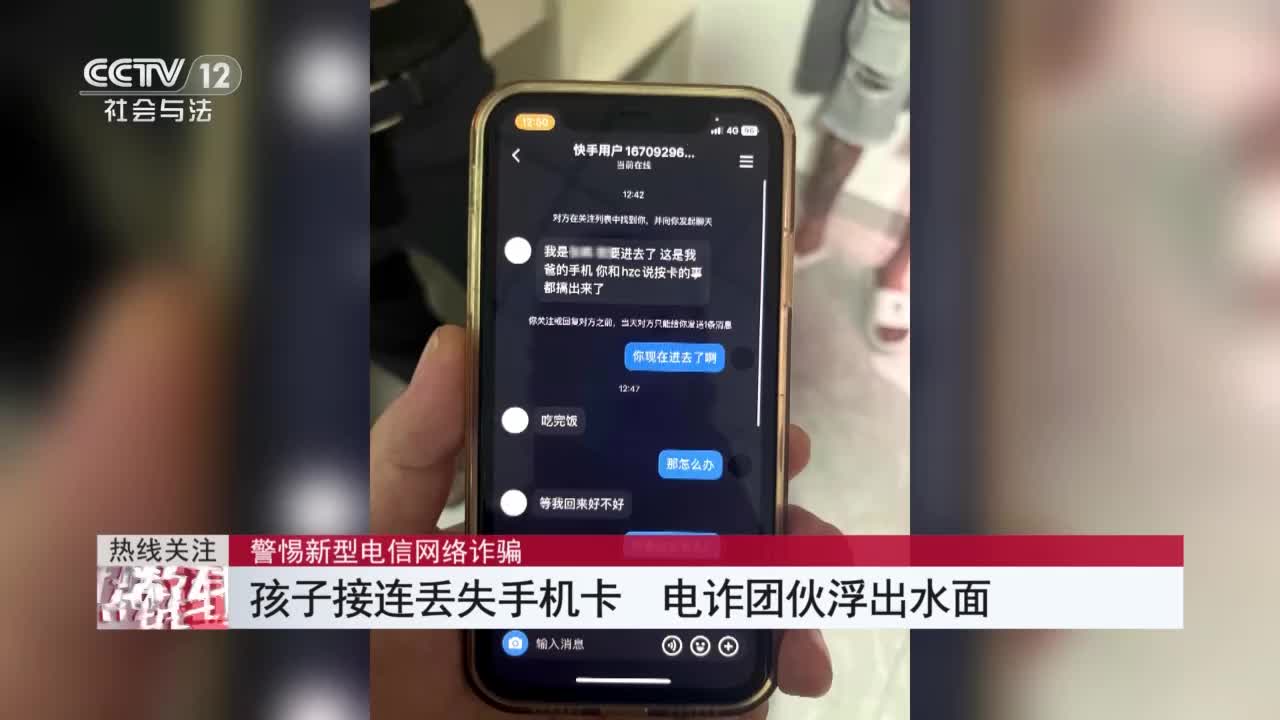 CCTV 12
社会与法
12:50
4G 96
快手用户 16709296...
当前在线
12:42
对方在关注列表中找到你，并向你发起聊天
我是
要进去了 这是我
爸的手机 你和hzc说按卡的事
都搞出来了
你关注或回复对方之前，当天对方只能给你发送1条消息
你现在进去了啊
12:47
吃完饭
那怎么办
等我回来好不好
热线关注
警惕新型电信网络诈骗
孩子接连丢失手机卡 电诈团伙浮出水面
输入消息